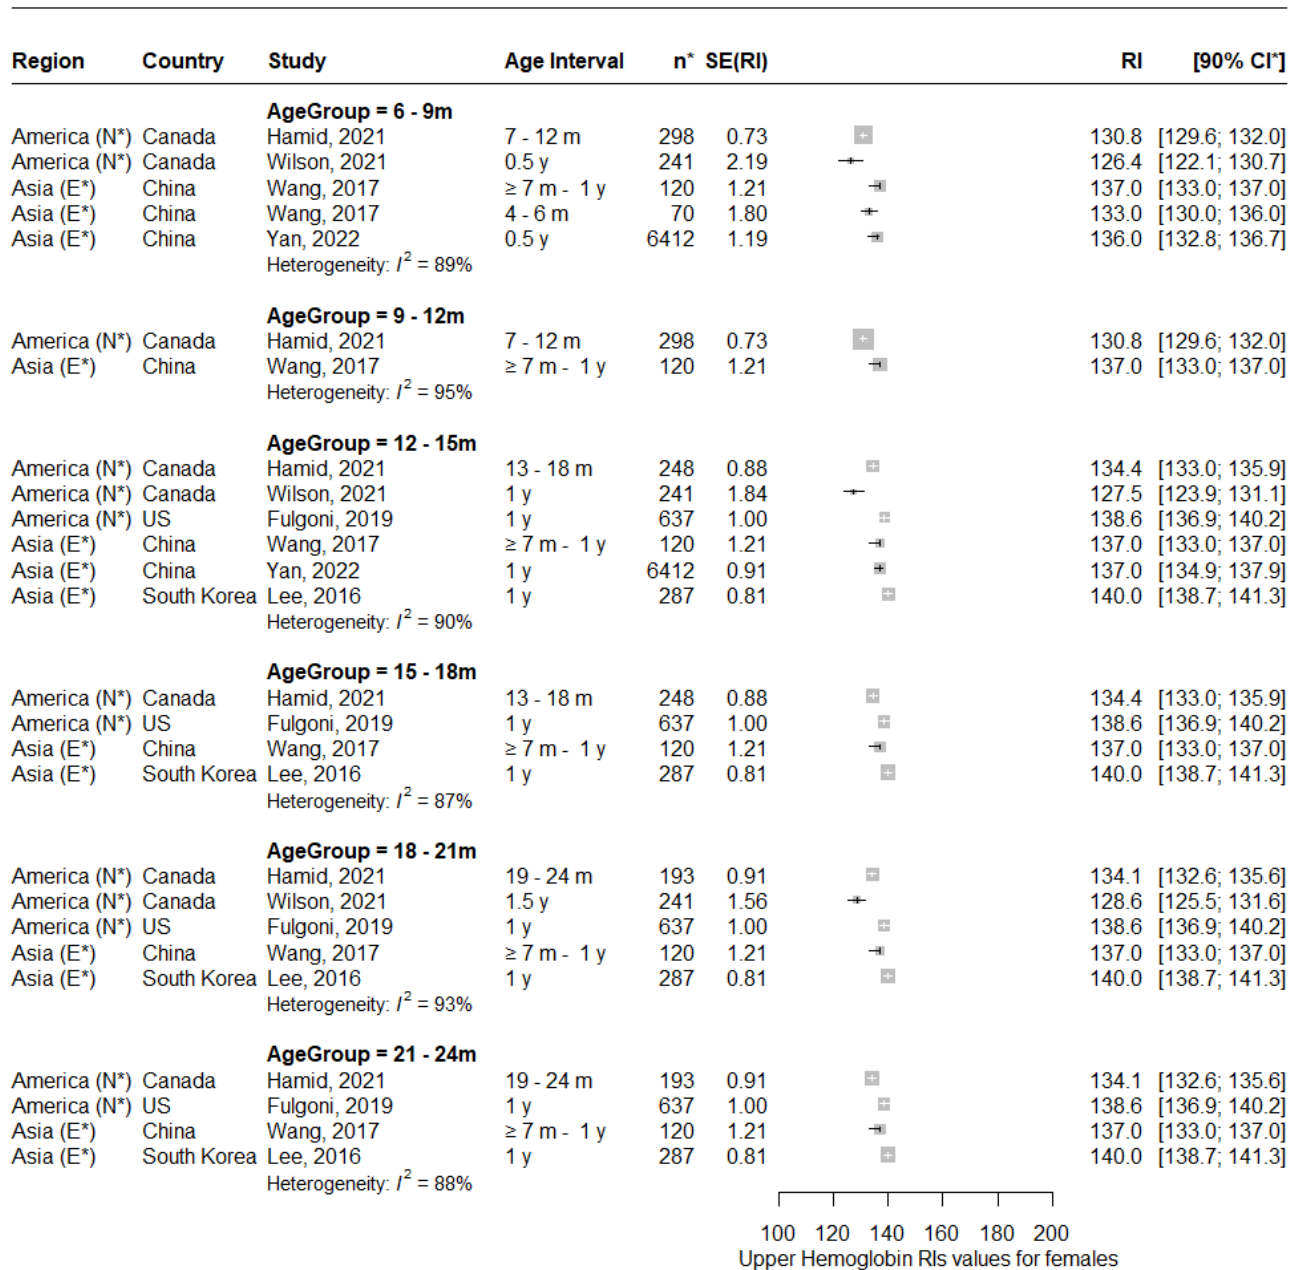 Region Country Study Age Interval n* SE(RI) RI [90% CI*]
AgeGroup = 6 - 9m
America (N*) Canada Hamid, 2021 7 - 12 m 298 0.73 130.8 [129.6; 132.0]
America (N*) Canada Wilson, 2021 0.5 y 241 2.19 126.4 [122.1; 130.7]
Asia (E*) China Wang, 2017 ≥ 7 m - 1 y 120 1.21 137.0 [133.0; 137.0]
Asia (E*) China Wang, 2017 4 - 6 m 70 1.80 133.0 [130.0; 136.0]
Asia (E*) China Yan, 2022 0.5 y 6412 1.19 136.0 [132.8; 136.7]
Heterogeneity: I² = 89%
AgeGroup = 9 - 12m
America (N*) Canada Hamid, 2021 7 - 12 m 298 0.73 130.8 [129.6; 132.0]
Asia (E*) China Wang, 2017 ≥ 7 m - 1 y 120 1.21 137.0 [133.0; 137.0]
Heterogeneity: I² = 95%
AgeGroup = 12 - 15m
America (N*) Canada Hamid, 2021 13 - 18 m 248 0.88 134.4 [133.0; 135.9]
America (N*) Canada Wilson, 2021 1 y 241 1.84 127.5 [123.9; 131.1]
America (N*) US Fulgoni, 2019 1 y 637 1.00 138.6 [136.9; 140.2]
Asia (E*) China Wang, 2017 ≥ 7 m - 1 y 120 1.21 137.0 [133.0; 137.0]
Asia (E*) China Yan, 2022 1 y 6412 0.91 137.0 [134.9; 137.9]
Asia (E*) South Korea Lee, 2016 1 y 287 0.81 140.0 [138.7; 141.3]
Heterogeneity: I² = 90%
AgeGroup = 15 - 18m
America (N*) Canada Hamid, 2021 13 - 18 m 248 0.88 134.4 [133.0; 135.9]
America (N*) US Fulgoni, 2019 1 y 637 1.00 138.6 [136.9; 140.2]
Asia (E*) China Wang, 2017 ≥ 7 m - 1 y 120 1.21 137.0 [133.0; 137.0]
Asia (E*) South Korea Lee, 2016 1 y 287 0.81 140.0 [138.7; 141.3]
Heterogeneity: I² = 87%
AgeGroup = 18 - 21m
America (N*) Canada Hamid, 2021 19 - 24 m 193 0.91 134.1 [132.6; 135.6]
America (N*) Canada Wilson, 2021 1.5 y 241 1.56 128.6 [125.5; 131.6]
America (N*) US Fulgoni, 2019 1 y 637 1.00 138.6 [136.9; 140.2]
Asia (E*) China Wang, 2017 ≥ 7 m - 1 y 120 1.21 137.0 [133.0; 137.0]
Asia (E*) South Korea Lee, 2016 1 y 287 0.81 140.0 [138.7; 141.3]
Heterogeneity: I² = 93%
AgeGroup = 21 - 24m
America (N*) Canada Hamid, 2021 19 - 24 m 193 0.91 134.1 [132.6; 135.6]
America (N*) US Fulgoni, 2019 1 y 637 1.00 138.6 [136.9; 140.2]
Asia (E*) China Wang, 2017 ≥ 7 m - 1 y 120 1.21 137.0 [133.0; 137.0]
Asia (E*) South Korea Lee, 2016 1 y 287 0.81 140.0 [138.7; 141.3]
Heterogeneity: I² = 88%
100 120 140 160 180 200
Upper Hemoglobin RIs values for females